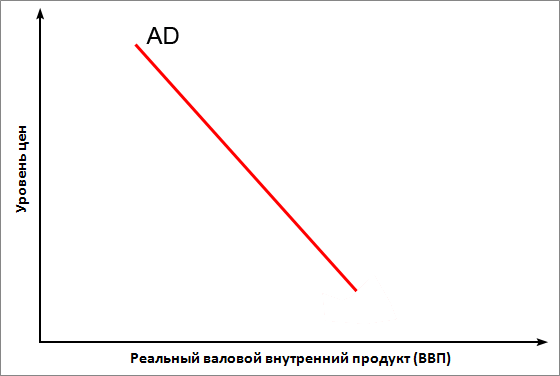 AD
Уровень цен
Реальный валовой внутренний продукт (ВВП)